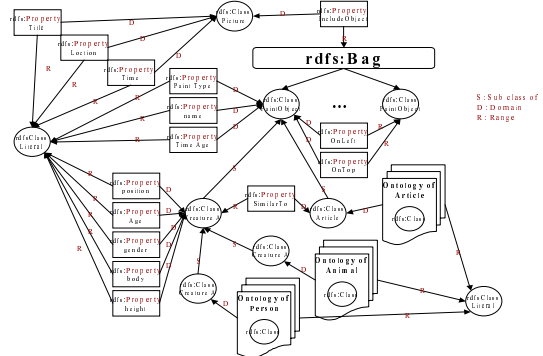 rdfs:Property
Title
rdfs:Property
Loction
rdfs:Property
Time
rdfs:Class
Picture
rdfs:Property
IncludeObject
D
D
D
D
R
rdfs:Bag
S:Sub class of
D:Domain
R:Range
rdfs:Property
Paint Type
rdfs:Property
name
rdfs:Property
Time Age
rdfs:Class
PaintObject
...
rdfs:Class
PaintObject
rdfs:Property
OnLeft
rdfs:Property
OnTop
rdfs:Class
Literal
R
R
R
R
R
R
D
D
D
D
D
R
R
rdfs:Property
position
rdfs:Property
Age
rdfs:Property
gender
rdfs:Property
body
rdfs:Property
height
R
R
R
R
R
D
D
D
D
D
rdfs:Class
Creature A
rdfs:Property
SimilarTo
rdfs:Class
Article
S
R
D
S
D
Ontology of
Article
rdfs:Class
rdfs:Class
Creature A
rdfs:Class
Creature A
S
S
D
D
Ontology of
Animal
rdfs:Class
Ontology of
Person
rdfs:Class
R
R
R
rdfs:Class
Literal